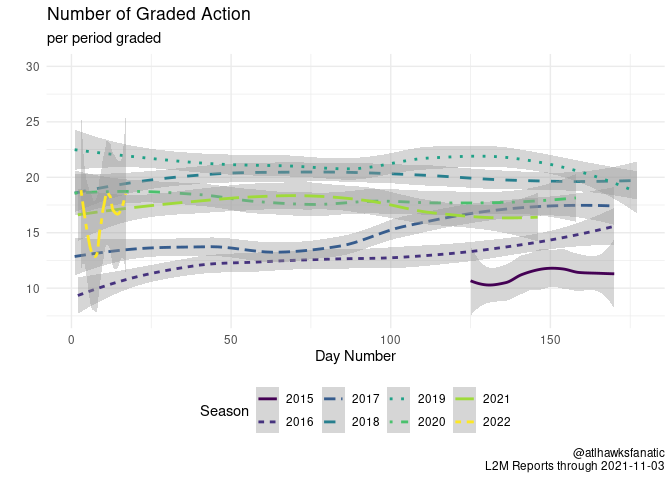 Number of Graded Action
per period graded
30
25
20
15
10
0 50 100 150
Day Number
Season
2015 2017 2019 2021
2016 2018 2020 2022
@atlhawksfanatic
L2M Reports through 2021-11-03